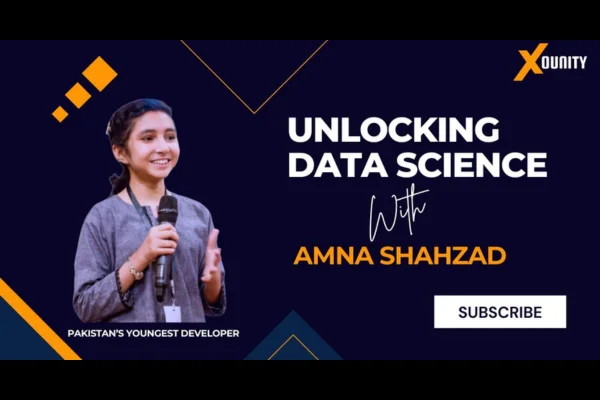 XOUNITY
UNLOCKING
DATA SCIENCE
With
AMNA SHAHZAD
SUBSCRIBE
PAKISTAN'S YOUNGEST DEVELOPER